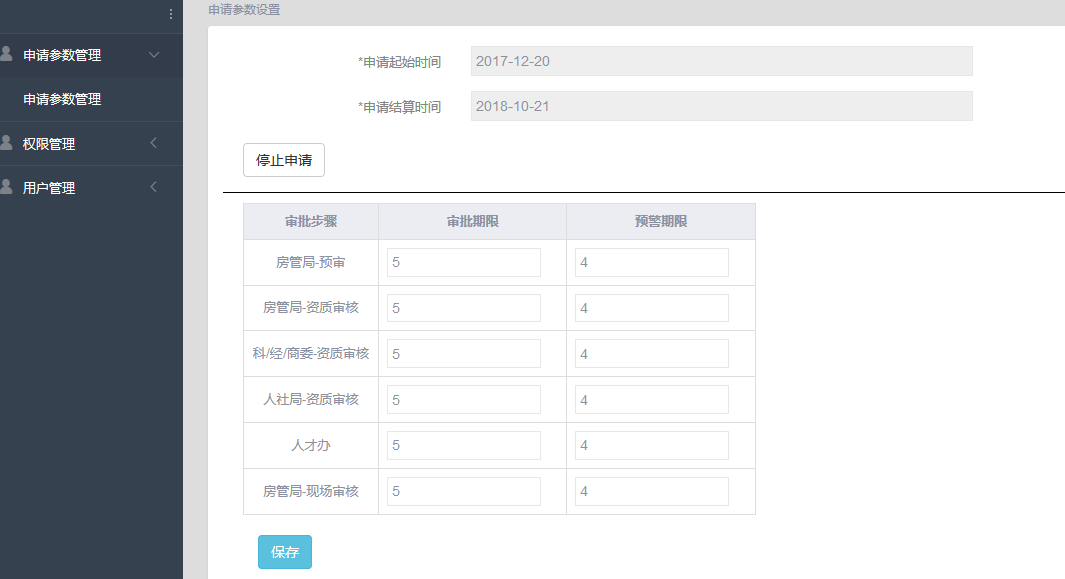 申请参数设置
申请参数管理
申请参数管理
权限管理
用户管理
*申请起始时间 2017-12-20
*申请结算时间 2018-10-21
停止申请
审批步骤 审批期限 预警期限
房管局-预审 5 4
房管局-资质审核 5 4
科/经/商委-资质审核 5 4
人社局-资质审核 5 4
人才办 5 4
房管局-现场审核 5 4
保存